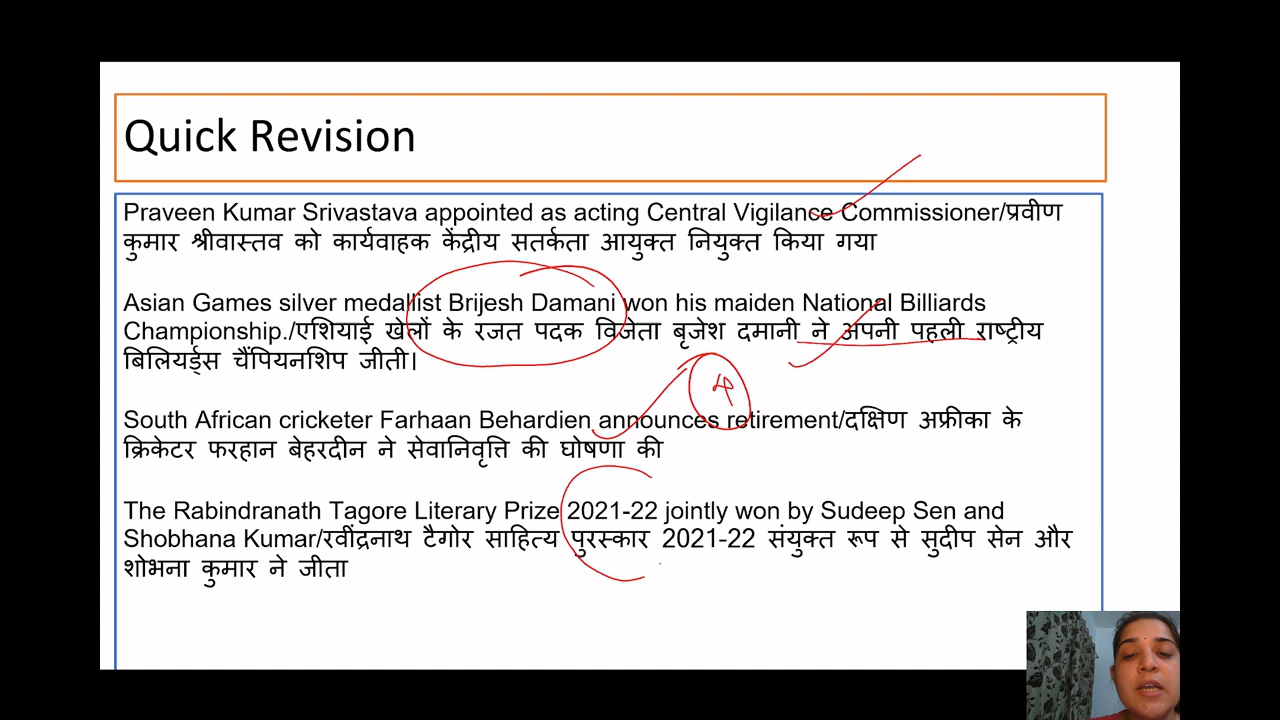 Quick Revision
Praveen Kumar Srivastava appointed as acting Central Vigilance Commissioner/प्रवीण
कुमार श्रीवास्तव को कार्यवाहक केंद्रीय सतर्कता आयुक्त नियुक्त किया गया
Asian Games silver medallist Brijesh Damani won his maiden National Billiards
Championship./एशियाई खेलों के रजत पदक विजेता बृजेश दमानी ने अपनी पहली राष्ट्रीय
बिलियर्ड्स चैंपियनशिप जीती।
South African cricketer Farhaan Behardien announces retirement/दक्षिण अफ्रीका के
क्रिकेटर फरहान बेहरदीन ने सेवानिवृत्ति की घोषणा की
The Rabindranath Tagore Literary Prize 2021-22 jointly won by Sudeep Sen and
Shobhana Kumar/रवींद्रनाथ टैगोर साहित्य पुरस्कार 2021-22 संयुक्त रूप से सुदीप सेन और
शोभना कुमार ने जीता